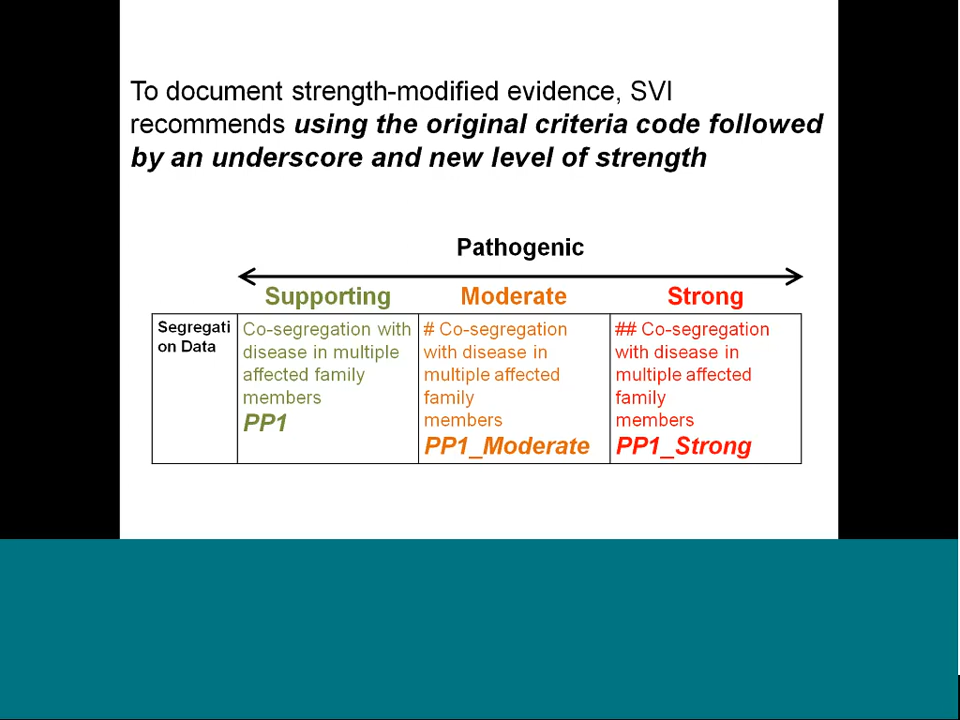 To document strength-modified evidence, SVI
recommends using the original criteria code followed
by an underscore and new level of strength
Pathogenic
Supporting Moderate Strong
Segregati
on Data
Co-segregation with
disease in multiple
affected family
members
PP1
# Co-segregation
with disease in
multiple affected
family
members
PP1_Moderate
## Co-segregation
with disease in
multiple affected
family
members
PP1_Strong